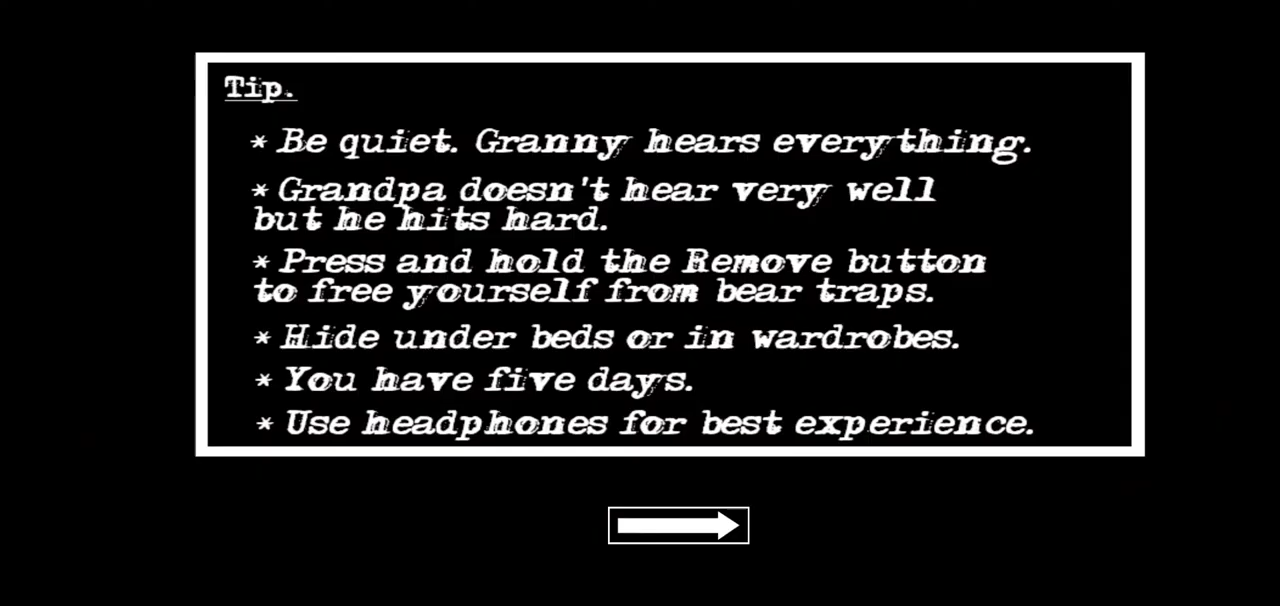 Tip.
* Be quiet. Granny hears everything.
* Grandpa doesn't hear very well
but he hits hard.
* Press and hold the Remove button
to free yourself from bear traps.
* Hide under beds or in wardrobes.
* You have five days.
* Use headphones for best experience.